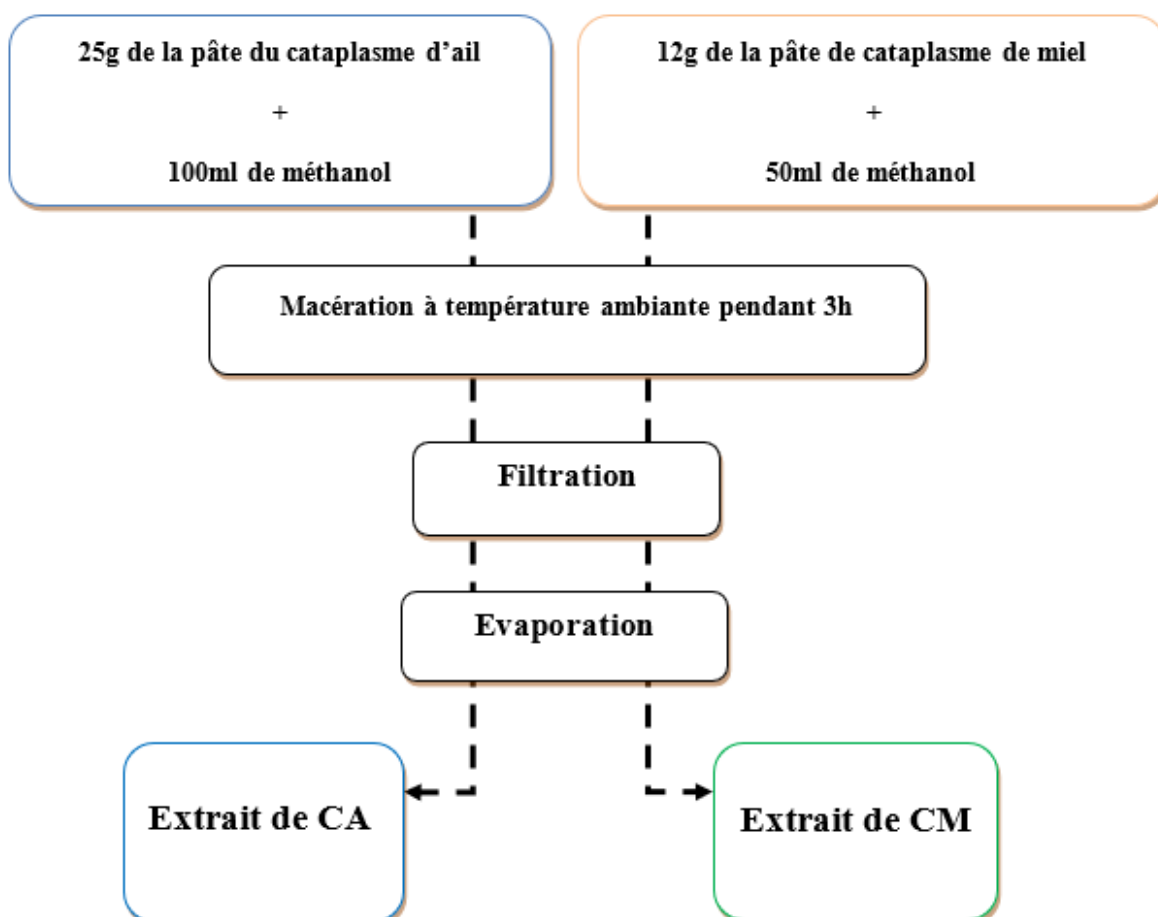 25g de la pâte du cataplasme d’ail
+
100ml de méthanol
12g de la pâte de cataplasme de miel
+
50ml de méthanol
Macération à température ambiante pendant 3h
Filtration
Evaporation
Extrait de CA
Extrait de CM